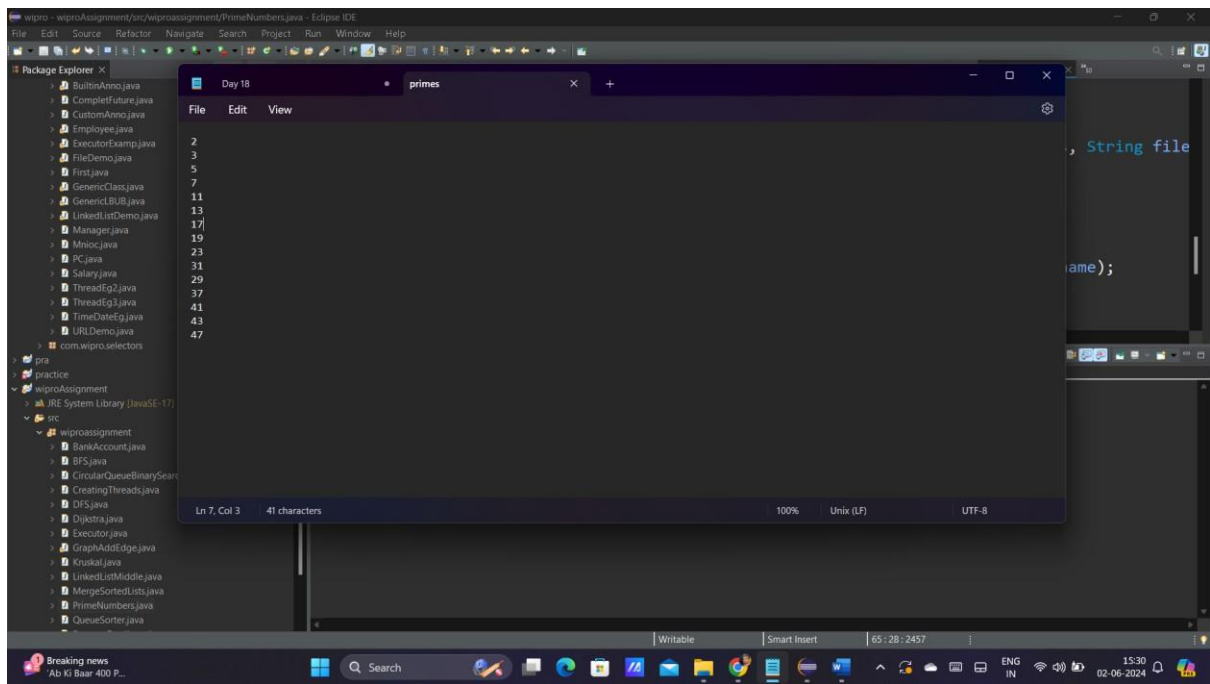 wipro - wiproAssignment/src/wiproassignment/PrimeNumbers.java - Eclipse IDE
File Edit Source Refactor Navigate Search Project Run Window Help
Package Explorer
BuiltinAnno.java
CompletFuture.java
CustomAnno.java
Employee.java
ExecutorExamp.java
FileDemo.java
First.java
GenericClass.java
GenericLBUB.java
LinkedListDemo.java
Manager.java
Mnioc.java
PC.java
Salary.java
ThreadEg2.java
ThreadEg3.java
TimeDateEg.java
URLDemo.java
com.wipro.selectors
pra
practice
wiproAssignment
JRE System Library [JavaSE-17]
src
wiproassignment
BankAccount.java
BFS.java
CircularQueueBinarySearc
CreatingThreads.java
DFS.java
Dijkstra.java
Executor.java
GraphAddEdge.java
Kruskal.java
LinkedListMiddle.java
MergeSortedLists.java
PrimeNumbers.java
QueueSorter.java
Day 18
primes
File Edit View
2
3
5
7
11
13
17
19
23
31
29
37
41
43
47
Ln 7, Col 3 41 characters 100% Unix (LF) UTF-8
, String file
ame);
Writable Smart Insert 65 : 28 : 2457
Breaking news
'Ab Ki Baar 400 P...
Search
ENG
IN
15:30
02-06-2024